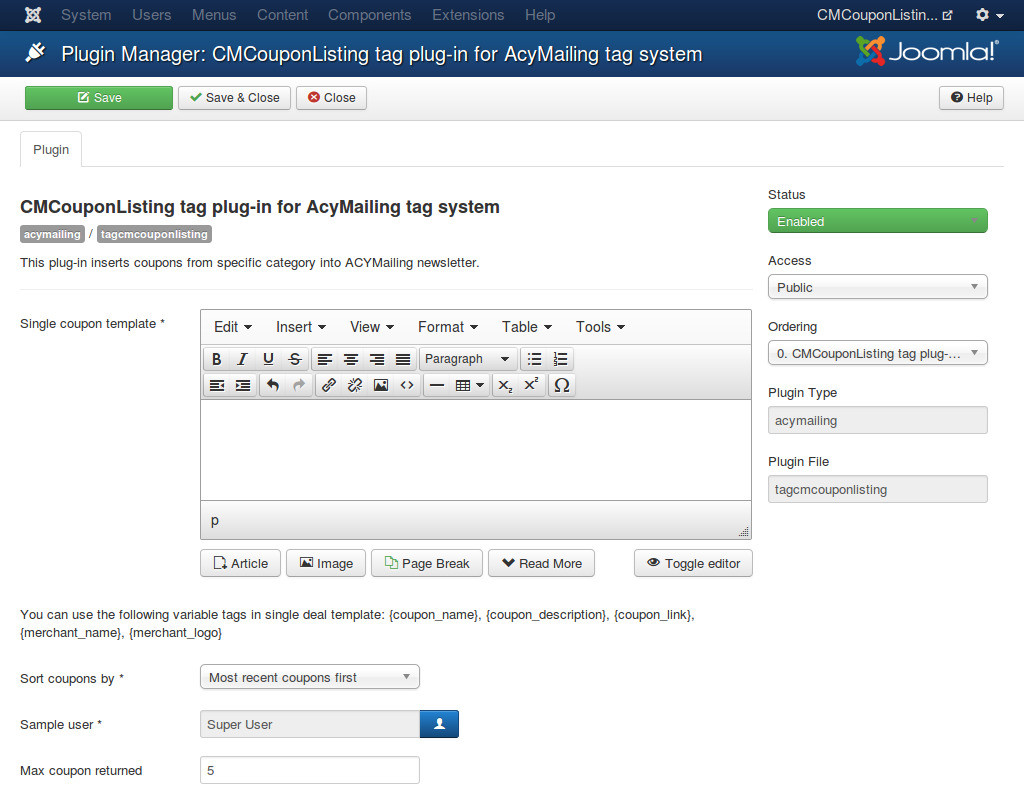 System Users Menus Content Components Extensions Help CMCouponListin...
Plugin Manager: CMCouponListing tag plug-in for AcyMailing tag system Joomla!®
Save Save & Close Close Help
Plugin
CMCouponListing tag plug-in for AcyMailing tag system
acymailing / tagcmcouponlisting
This plug-in inserts coupons from specific category into ACYMailing newsletter.
Status
Enabled
Access
Public
Ordering
0. CMCouponListing tag plug-...
Plugin Type
acymailing
Plugin File
tagcmcouponlisting
Single coupon template *
Edit Insert View Format Table Tools
B I U S Paragraph
X₂ X² Ω
p
Article Image Page Break Read More Toggle editor
You can use the following variable tags in single deal template: {coupon_name}, {coupon_description}, {coupon_link},
{merchant_name}, {merchant_logo}
Sort coupons by * Most recent coupons first
Sample user * Super User
Max coupon returned 5